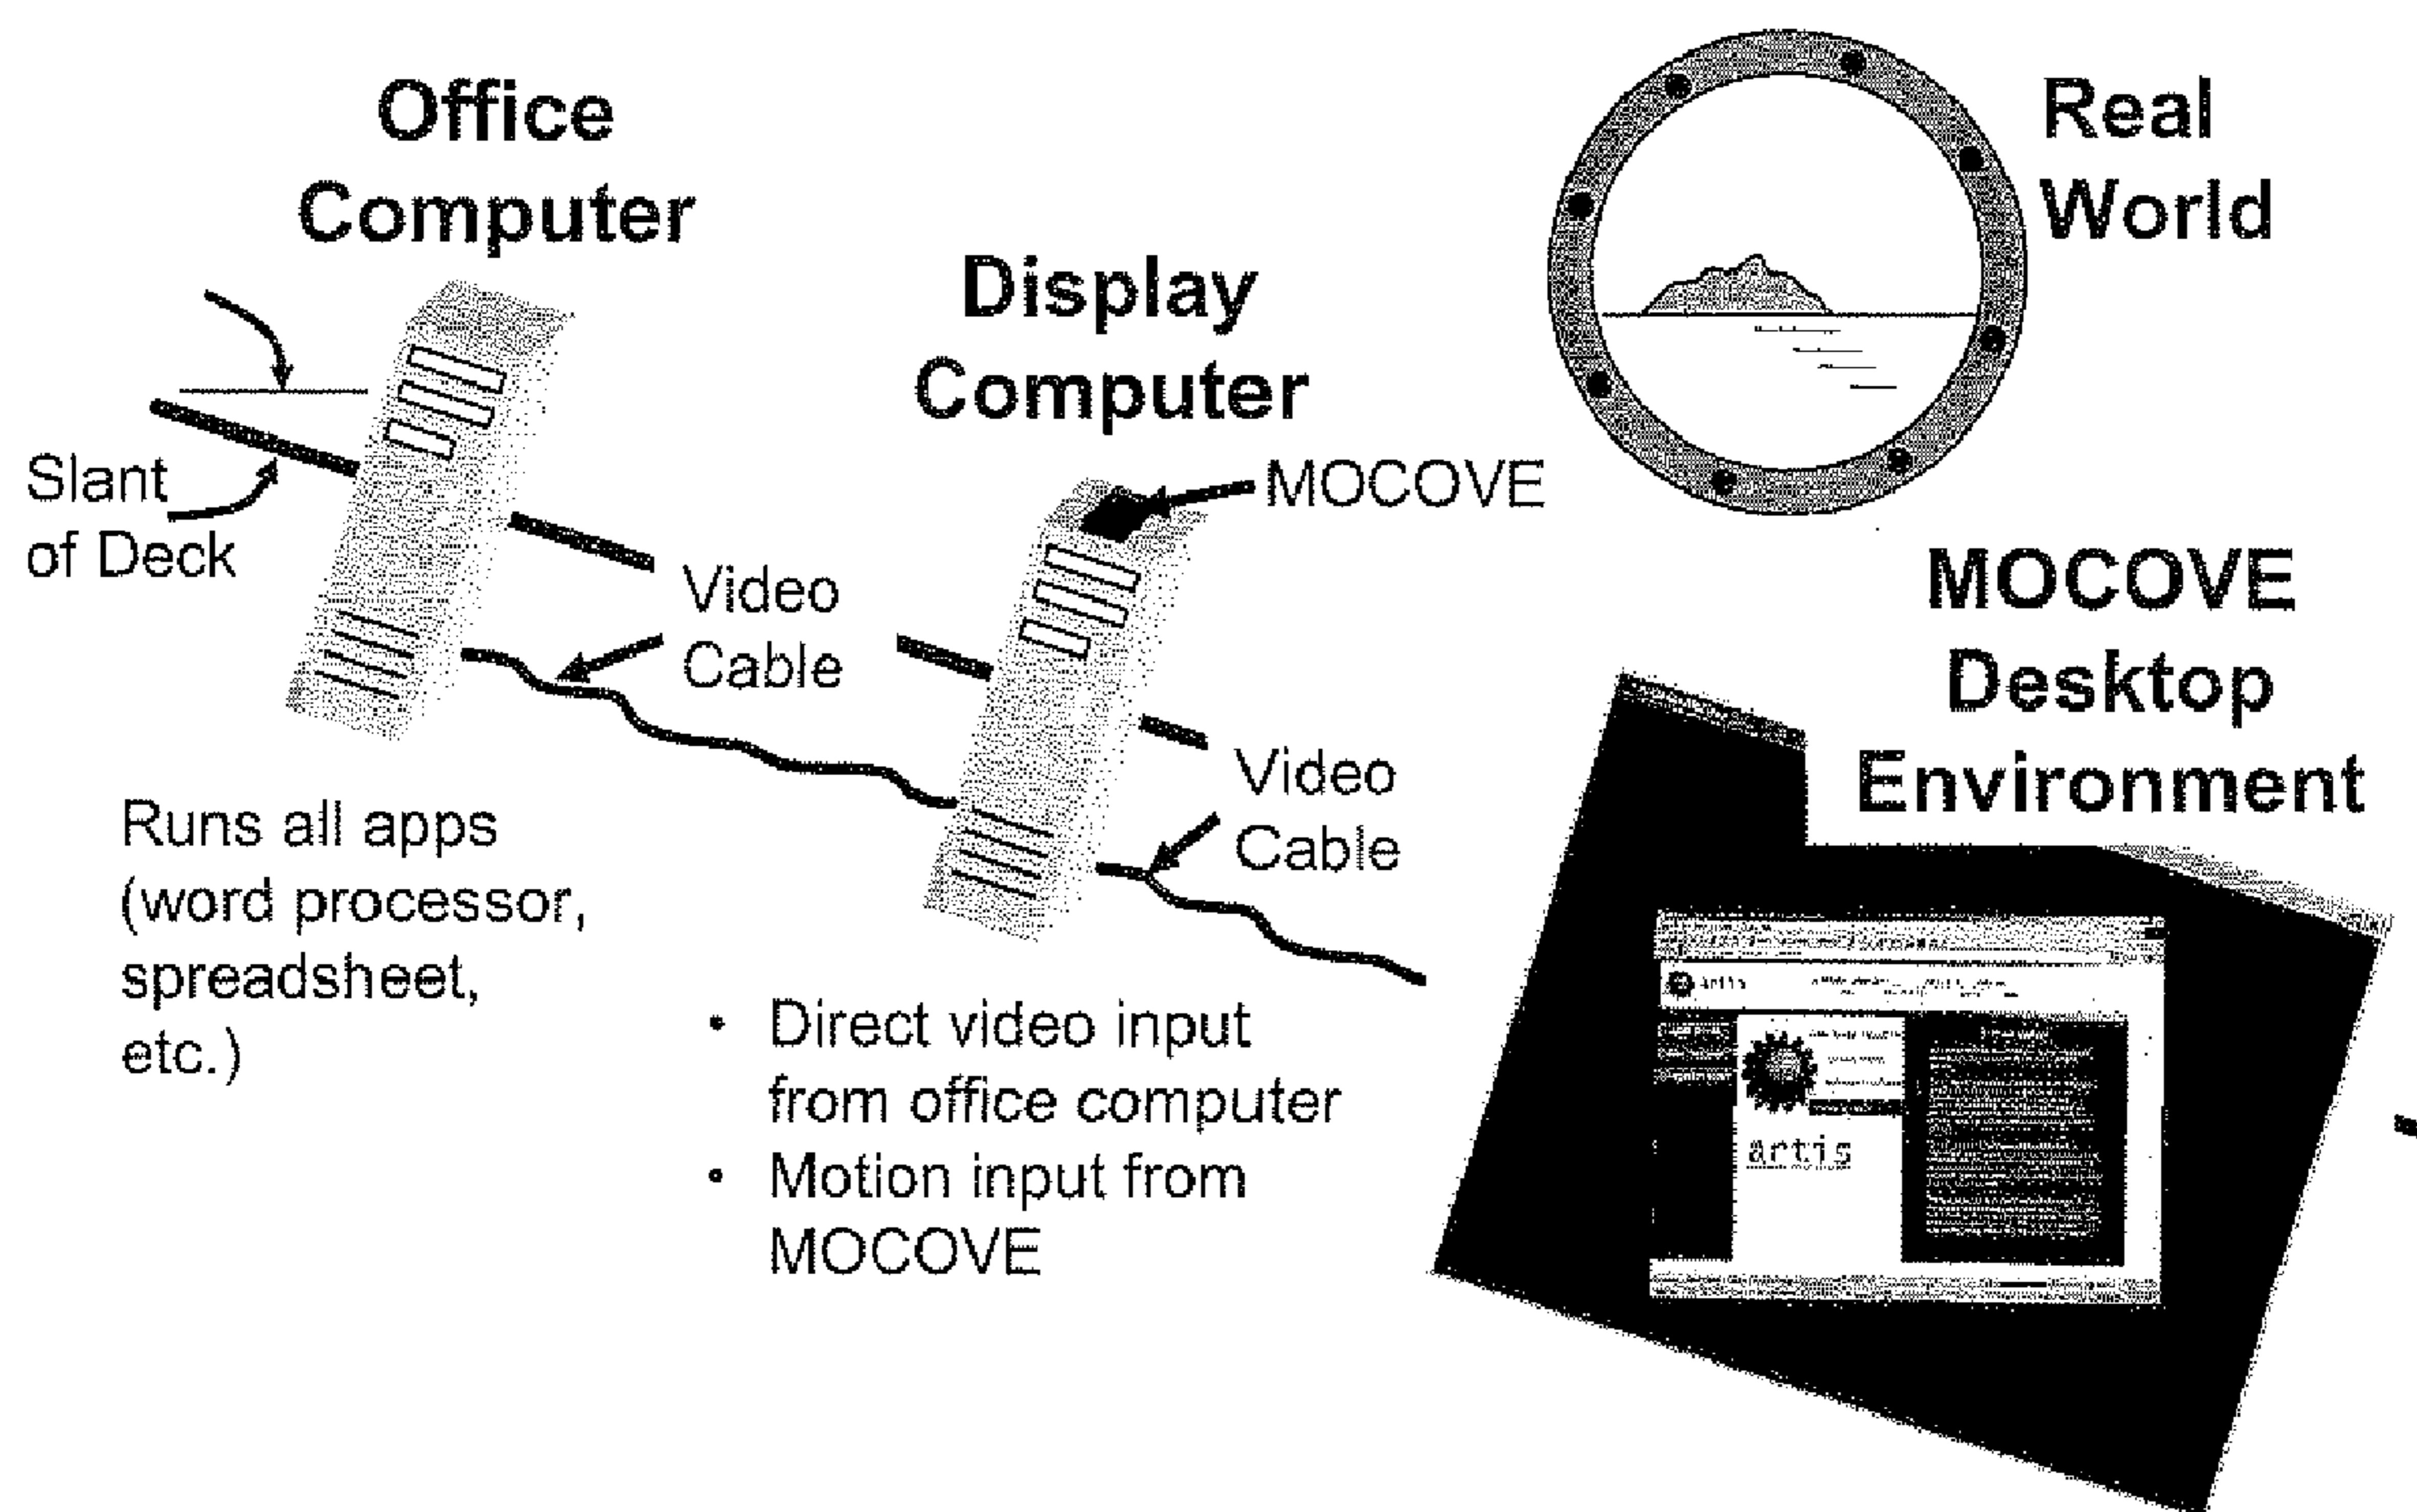 Office
Computer
Slant
of Deck
Video
Cable
Runs all apps
(word processor,
spreadsheet,
etc.)
Display
Computer
MOCOVE
Video
Cable
• Direct video input
from office computer
• Motion input from
MOCOVE
Real
World
MOCOVE
Desktop
Environment
artis
artis